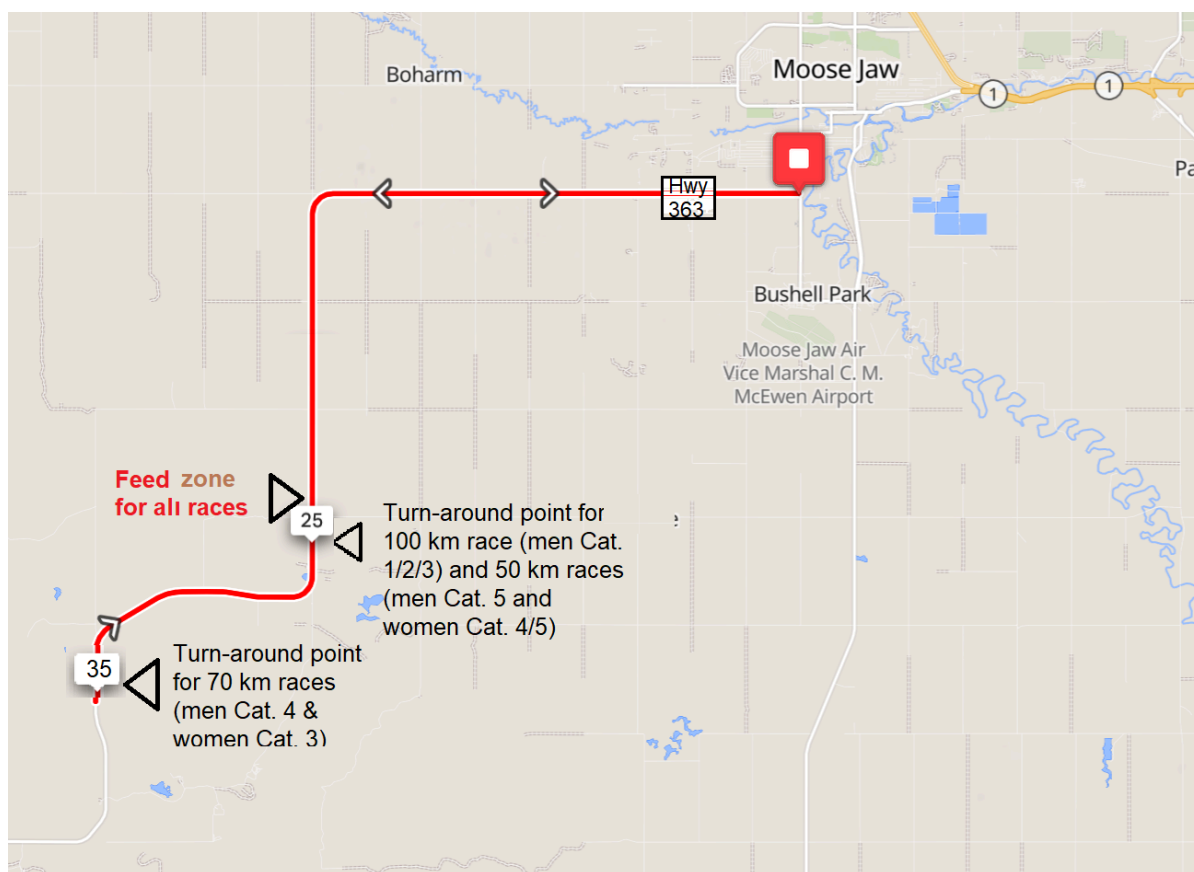 Boharm
Moose Jaw
1
1
Pa
Hwy
363
Bushell Park
Moose Jaw Air
Vice Marshal C. M.
McEwen Airport
Feed zone
for all races
25
Turn-around point for
100 km race (men Cat.
1/2/3) and 50 km races
(men Cat. 5 and
women Cat. 4/5)
e
35
Turn-around point
for 70 km races
(men Cat. 4 &
women Cat. 3)